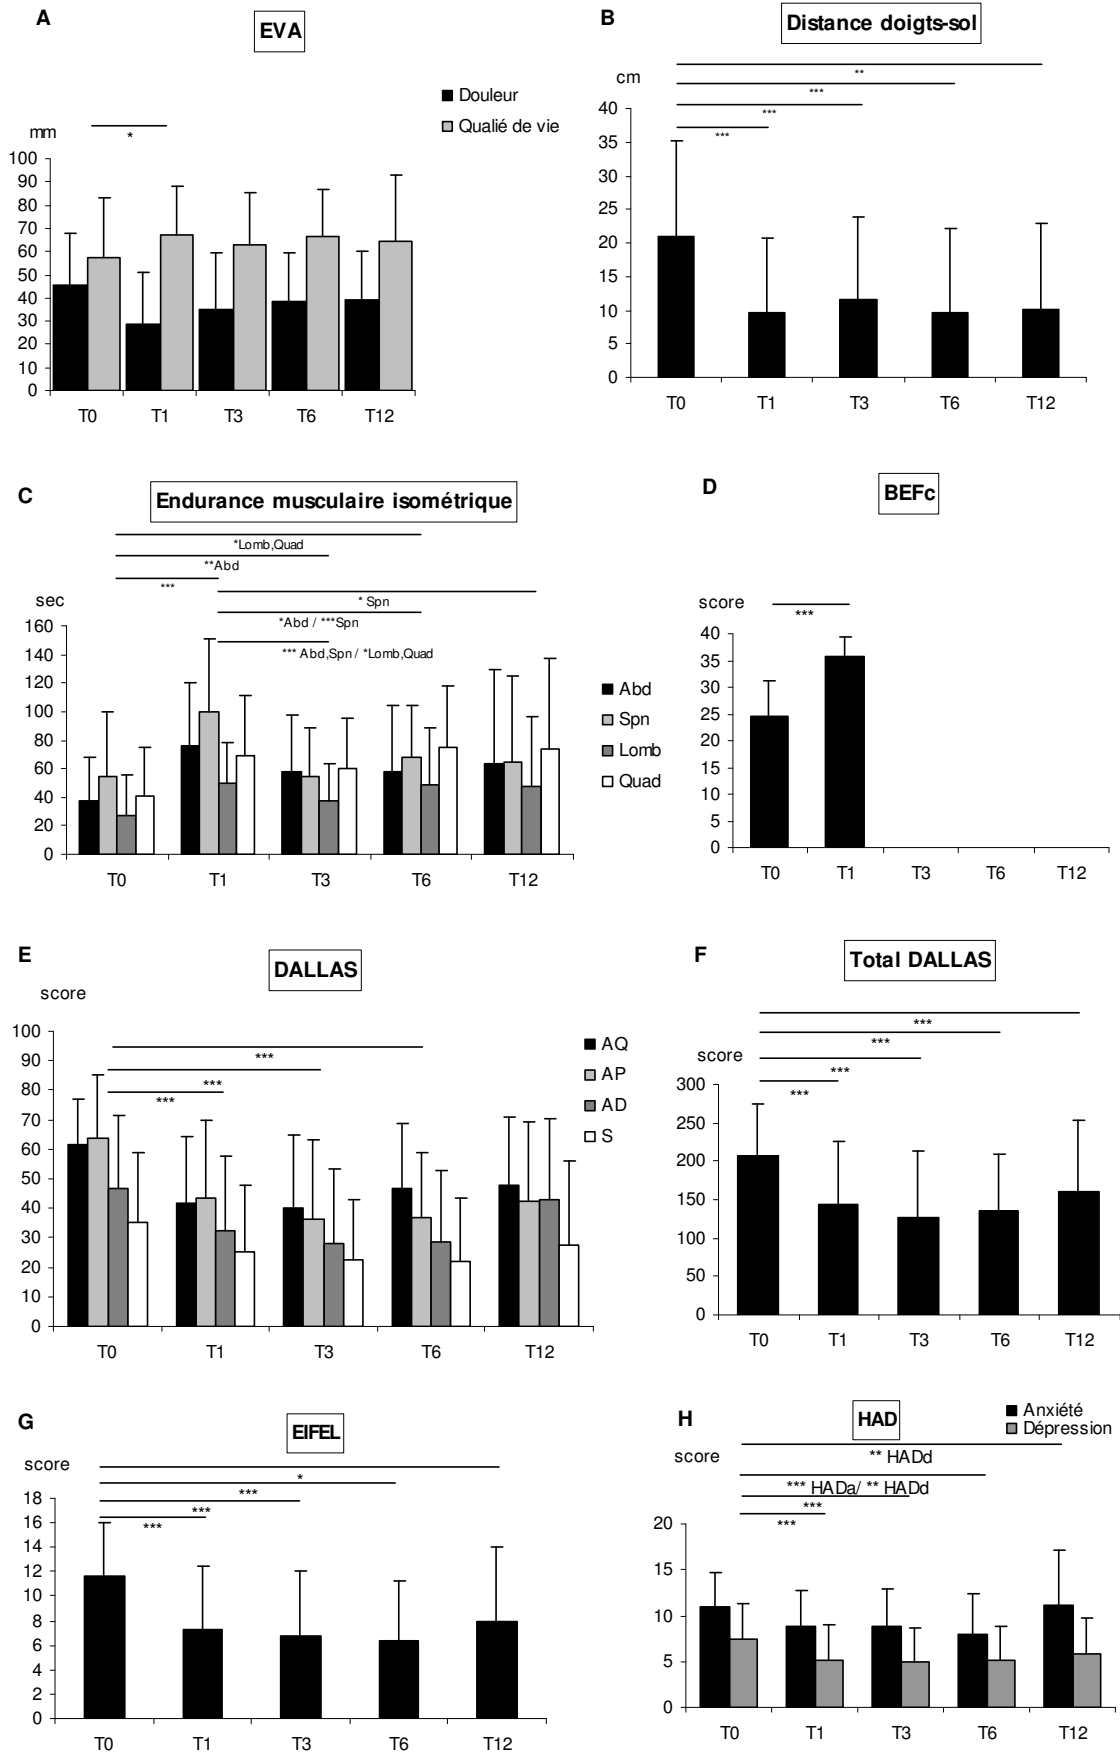 A
EVA
mm
*
Douleur
Qualié de vie
100
90
80
70
60
50
40
30
20
10
0
T0 T1 T3 T6 T12
B
Distance doigts-sol
cm
**
***
***
***
40
35
30
25
20
15
10
5
0
T0 T1 T3 T6 T12
C
Endurance musculaire isométrique
*Lomb,Quad
**Abd
***
* Spn
*Abd / ***Spn
*** Abd,Spn / *Lomb,Quad
sec
160
140
120
100
80
60
40
20
0
T0 T1 T3 T6 T12
Abd
Spn
Lomb
Quad
D
BEFc
score
***
40
35
30
25
20
15
10
5
0
T0 T1 T3 T6 T12
E
DALLAS
score
***
***
***
100
90
80
70
60
50
40
30
20
10
0
T0 T1 T3 T6 T12
AQ
AP
AD
S
F
Total DALLAS
score
***
***
***
***
300
250
200
150
100
50
0
T0 T1 T3 T6 T12
G
EIFEL
score
*
***
***
***
18
16
14
12
10
8
6
4
2
0
T0 T1 T3 T6 T12
H
HAD
Anxiété
Dépression
score
** HADd
*** HADa/ ** HADd
***
***
20
15
10
5
0
T0 T1 T3 T6 T12